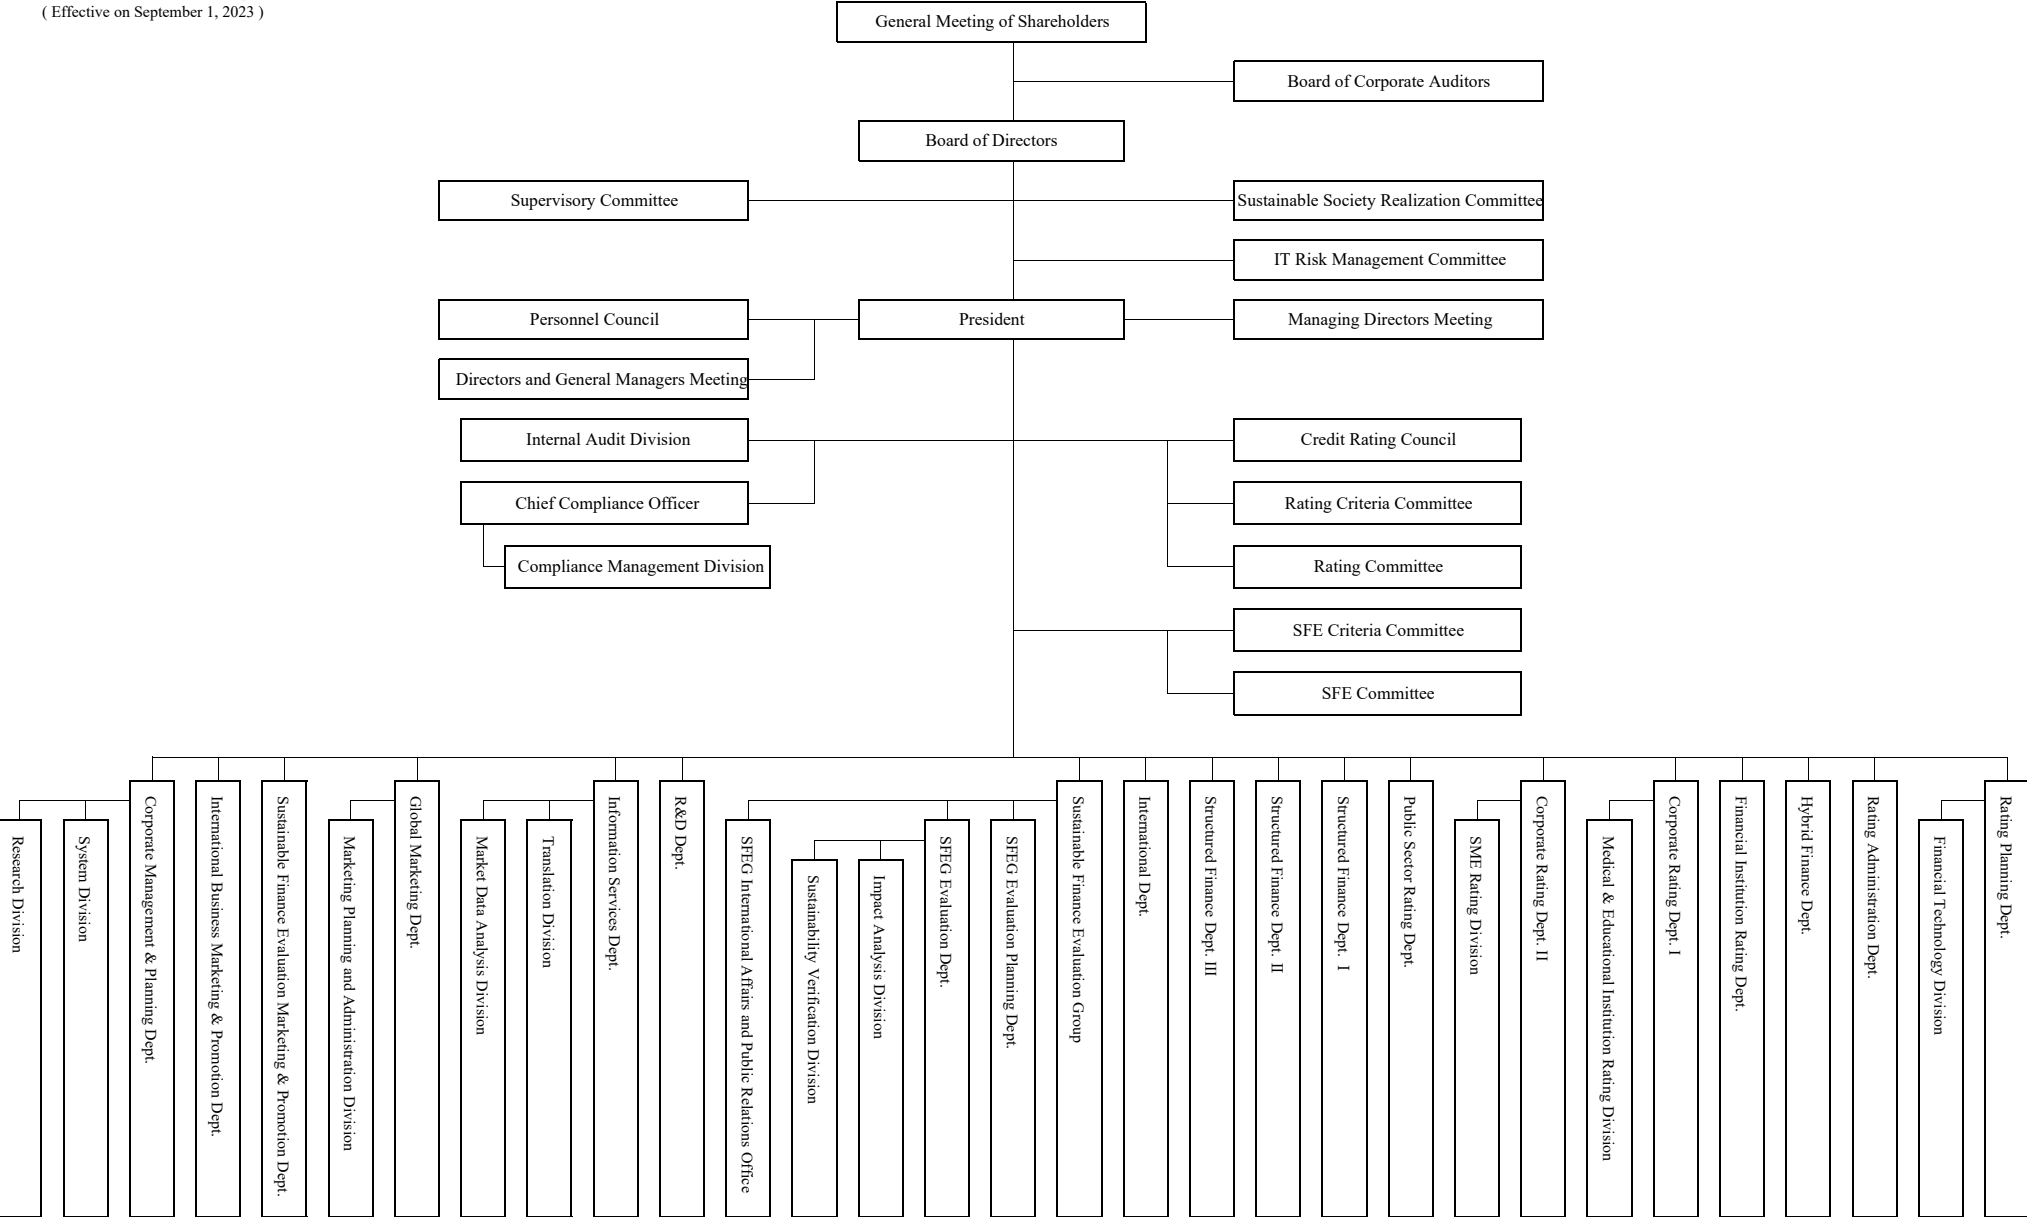 ( Effective on September 1, 2023 )
General Meeting of Shareholders
Board of Corporate Auditors
Board of Directors
Supervisory Committee
Sustainable Society Realization Committee
IT Risk Management Committee
Personnel Council
President
Managing Directors Meeting
Directors and General Managers Meeting
Internal Audit Division
Credit Rating Council
Chief Compliance Officer
Rating Criteria Committee
Compliance Management Division
Rating Committee
SFE Criteria Committee
SFE Committee
Research Division
System Division
Corporate Management & Planning Dept.
International Business Marketing & Promotion Dept.
Sustainable Finance Evaluation Marketing & Promotion Dept.
Marketing Planning and Administration Division
Global Marketing Dept.
Market Data Analysis Division
Translation Division
Information Services Dept.
R&D Dept.
SFEG International Affairs and Public Relations Office
Sustainability Verification Division
Impact Analysis Division
SFEG Evaluation Dept.
SFEG Evaluation Planning Dept.
Sustainable Finance Evaluation Group
International Dept.
Structured Finance Dept. III
Structured Finance Dept. II
Structured Finance Dept. I
Public Sector Rating Dept.
SME Rating Division
Corporate Rating Dept. II
Medical & Educational Institution Rating Division
Corporate Rating Dept. I
Financial Institution Rating Dept.
Hybrid Finance Dept.
Rating Administration Dept.
Financial Technology Division
Rating Planning Dept.